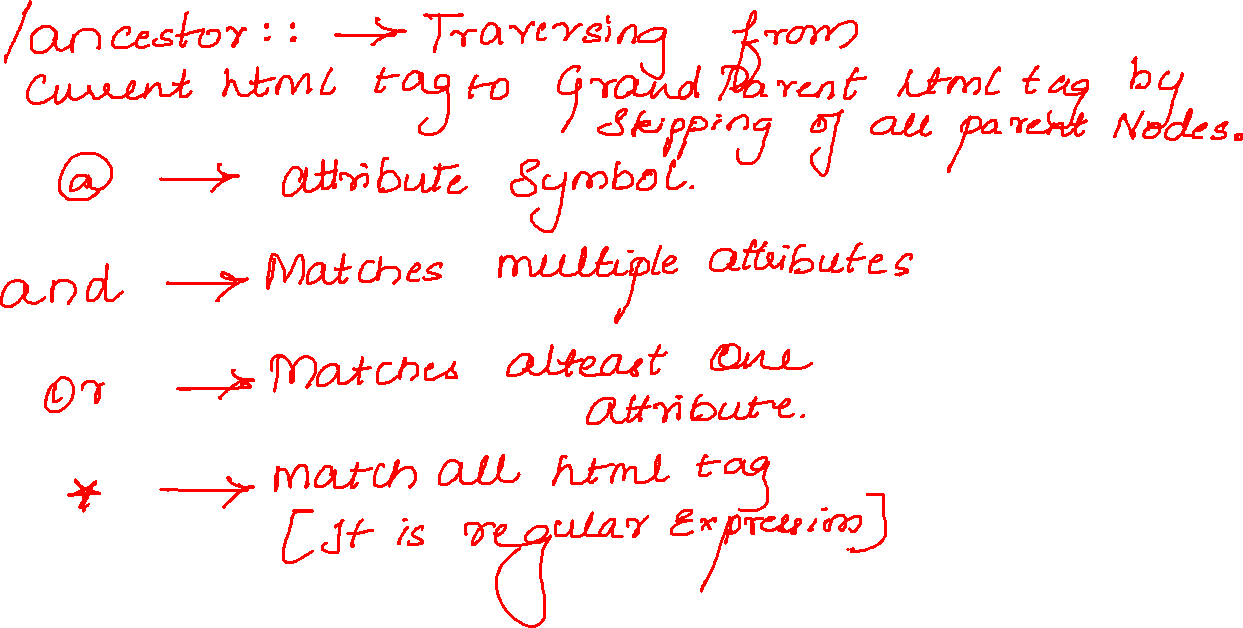 /ancestor:: → Traversing from
Current html tag to Grand Parent html tag by
Skipping of all parent Nodes.
@ → attribute Symbol.
and → Matches multiple attributes
or → Matches alteast One
attribute.
* → Match all html tag
[It is regular Expression]